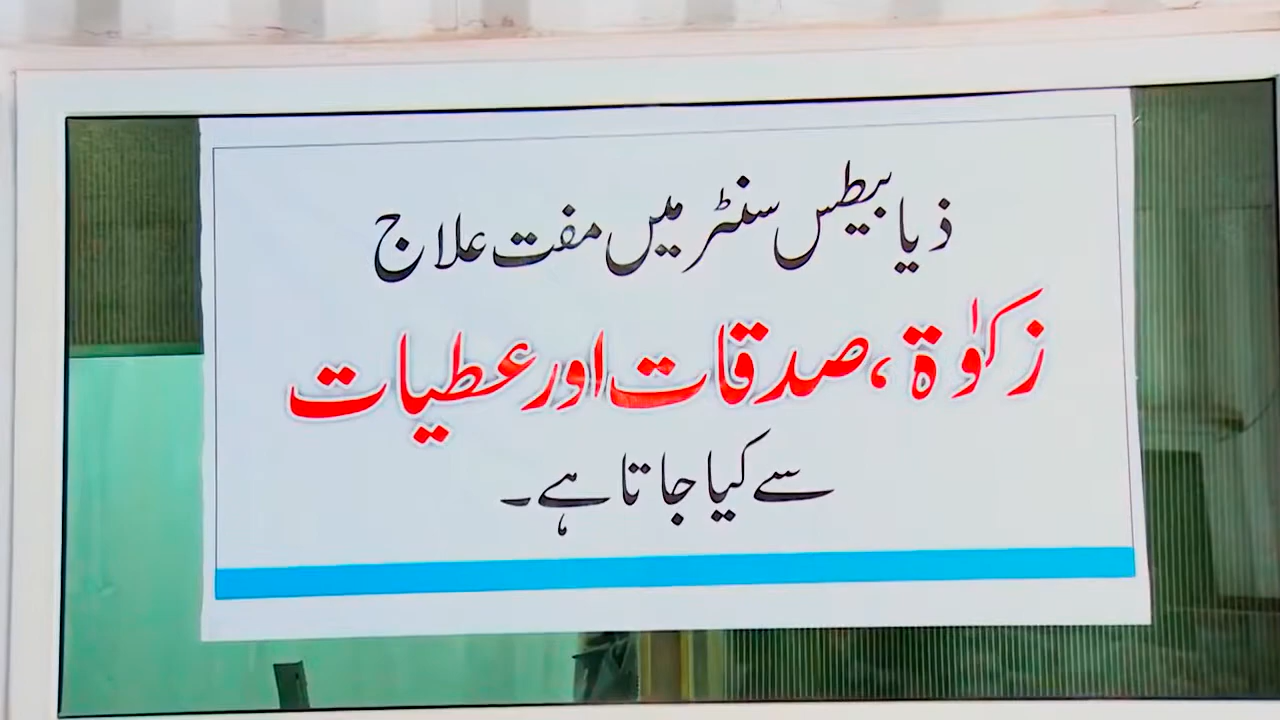 ذیابیطس سنٹر میں مفت علاج
زکوٰۃ ، صدقات اور عطیات
سے کیا جاتا ہے۔